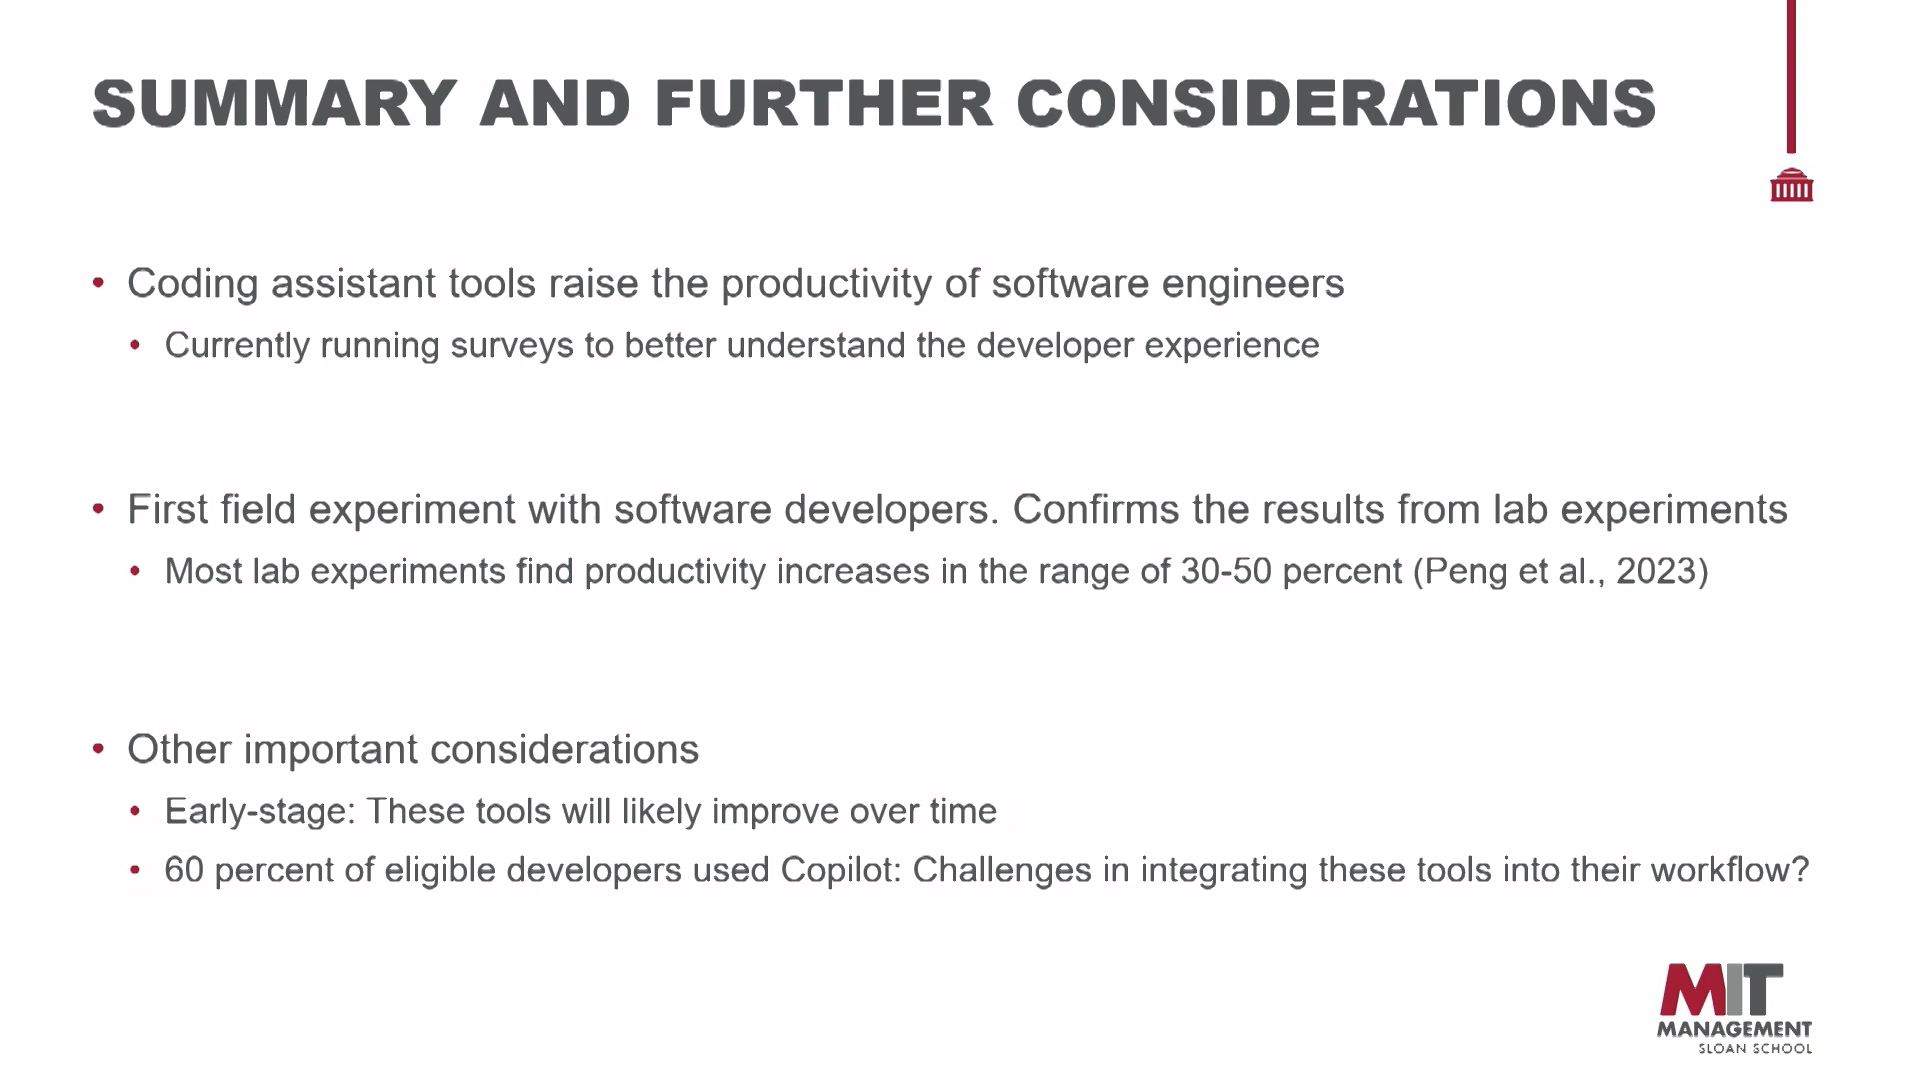 SUMMARY AND FURTHER CONSIDERATIONS
• Coding assistant tools raise the productivity of software engineers
• Currently running surveys to better understand the developer experience
• First field experiment with software developers. Confirms the results from lab experiments
• Most lab experiments find productivity increases in the range of 30-50 percent (Peng et al., 2023)
• Other important considerations
• Early-stage: These tools will likely improve over time
• 60 percent of eligible developers used Copilot: Challenges in integrating these tools into their workflow?
MIT
MANAGEMENT
SLOAN SCHOOL